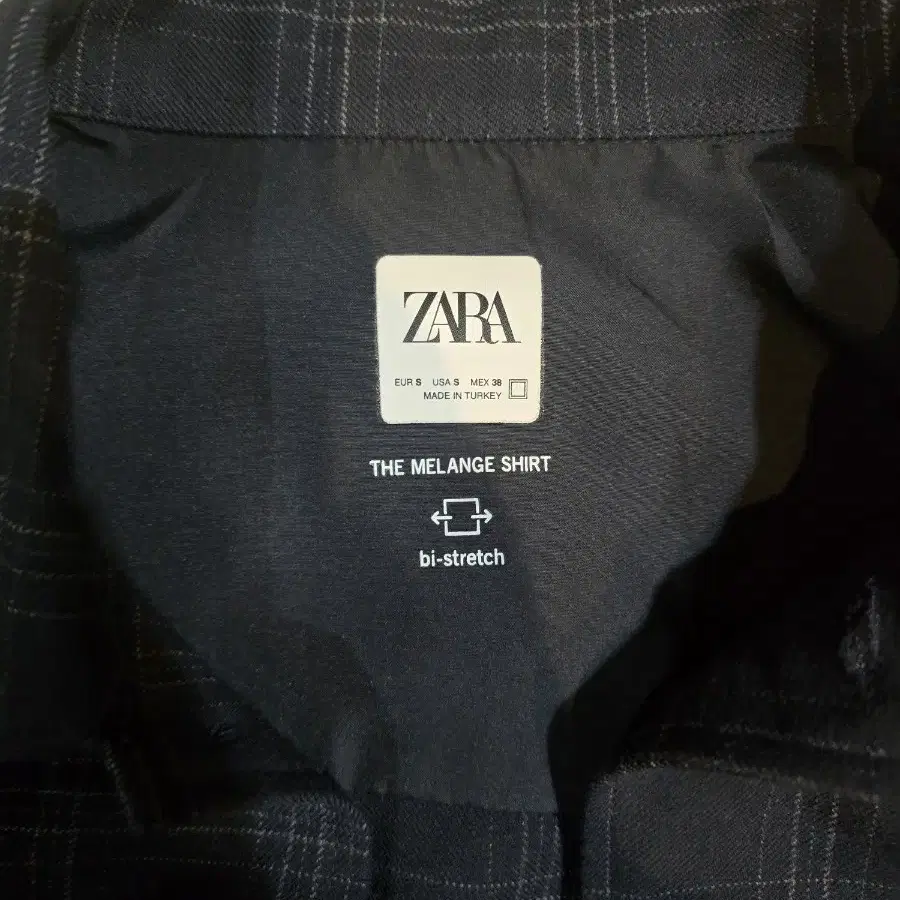 ZARA
EUR S USA S MEX 38
MADE IN TURKEY
THE MELANGE SHIRT
bi-stretch